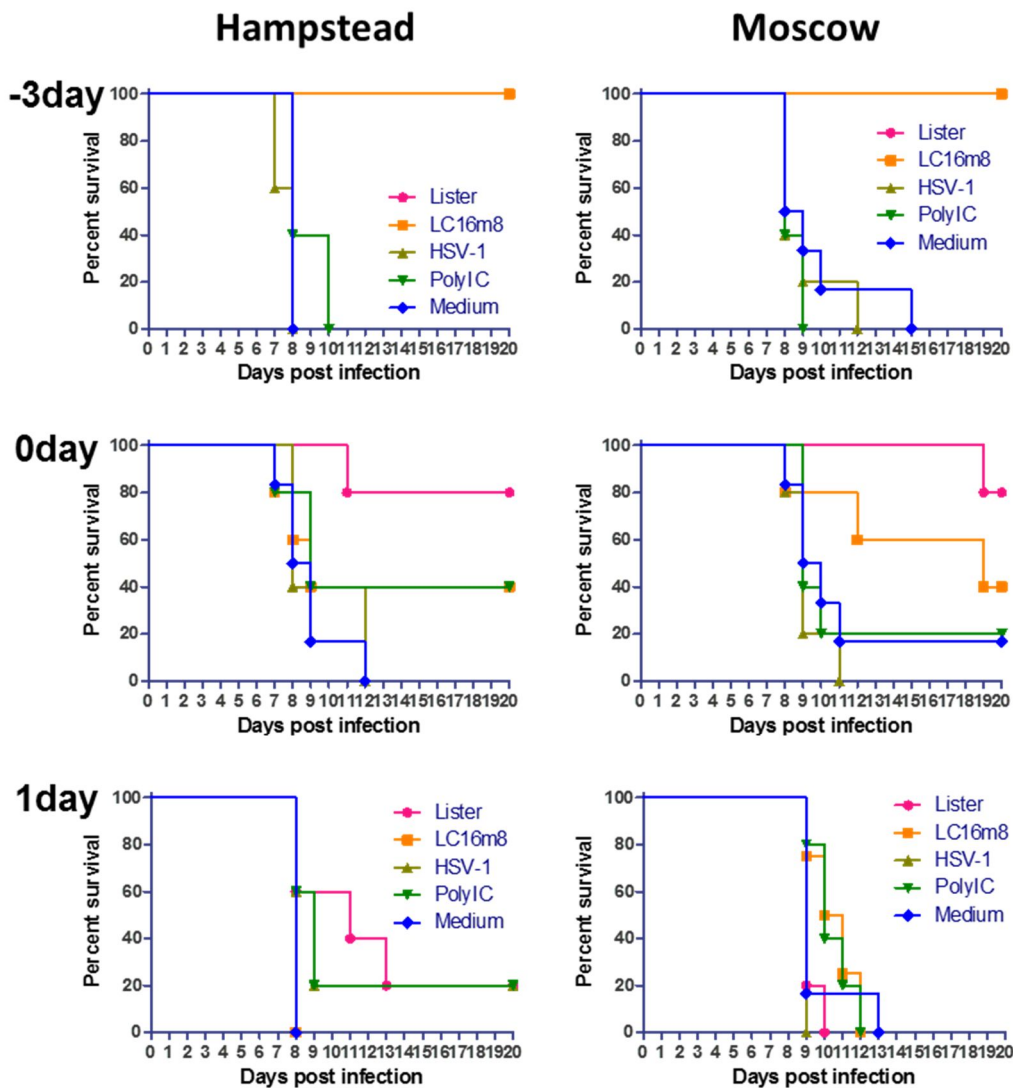 Hampstead
Moscow
-3day
Percent survival
100
80
60
40
20
0
0 1 2 3 4 5 6 7 8 9 10 11 12 13 14 15 16 17 18 19 20
Days post infection
Lister
LC16m8
HSV-1
PolyIC
Medium
Percent survival
100
80
60
40
20
0
0 1 2 3 4 5 6 7 8 9 10 11 12 13 14 15 16 17 18 19 20
Days post infection
Lister
LC16m8
HSV-1
PolyIC
Medium
0day
Percent survival
100
80
60
40
20
0
0 1 2 3 4 5 6 7 8 9 10 11 12 13 14 15 16 17 18 19 20
Days post infection
Percent survival
100
80
60
40
20
0
0 1 2 3 4 5 6 7 8 9 10 11 12 13 14 15 16 17 18 19 20
Days post infection
1day
Percent survival
100
80
60
40
20
0
0 1 2 3 4 5 6 7 8 9 10 11 12 13 14 15 16 17 18 19 20
Days post infection
Lister
LC16m8
HSV-1
PolyIC
Medium
Percent survival
100
80
60
40
20
0
0 1 2 3 4 5 6 7 8 9 10 11 12 13 14 15 16 17 18 19 20
Days post infection
Lister
LC16m8
HSV-1
PolyIC
Medium